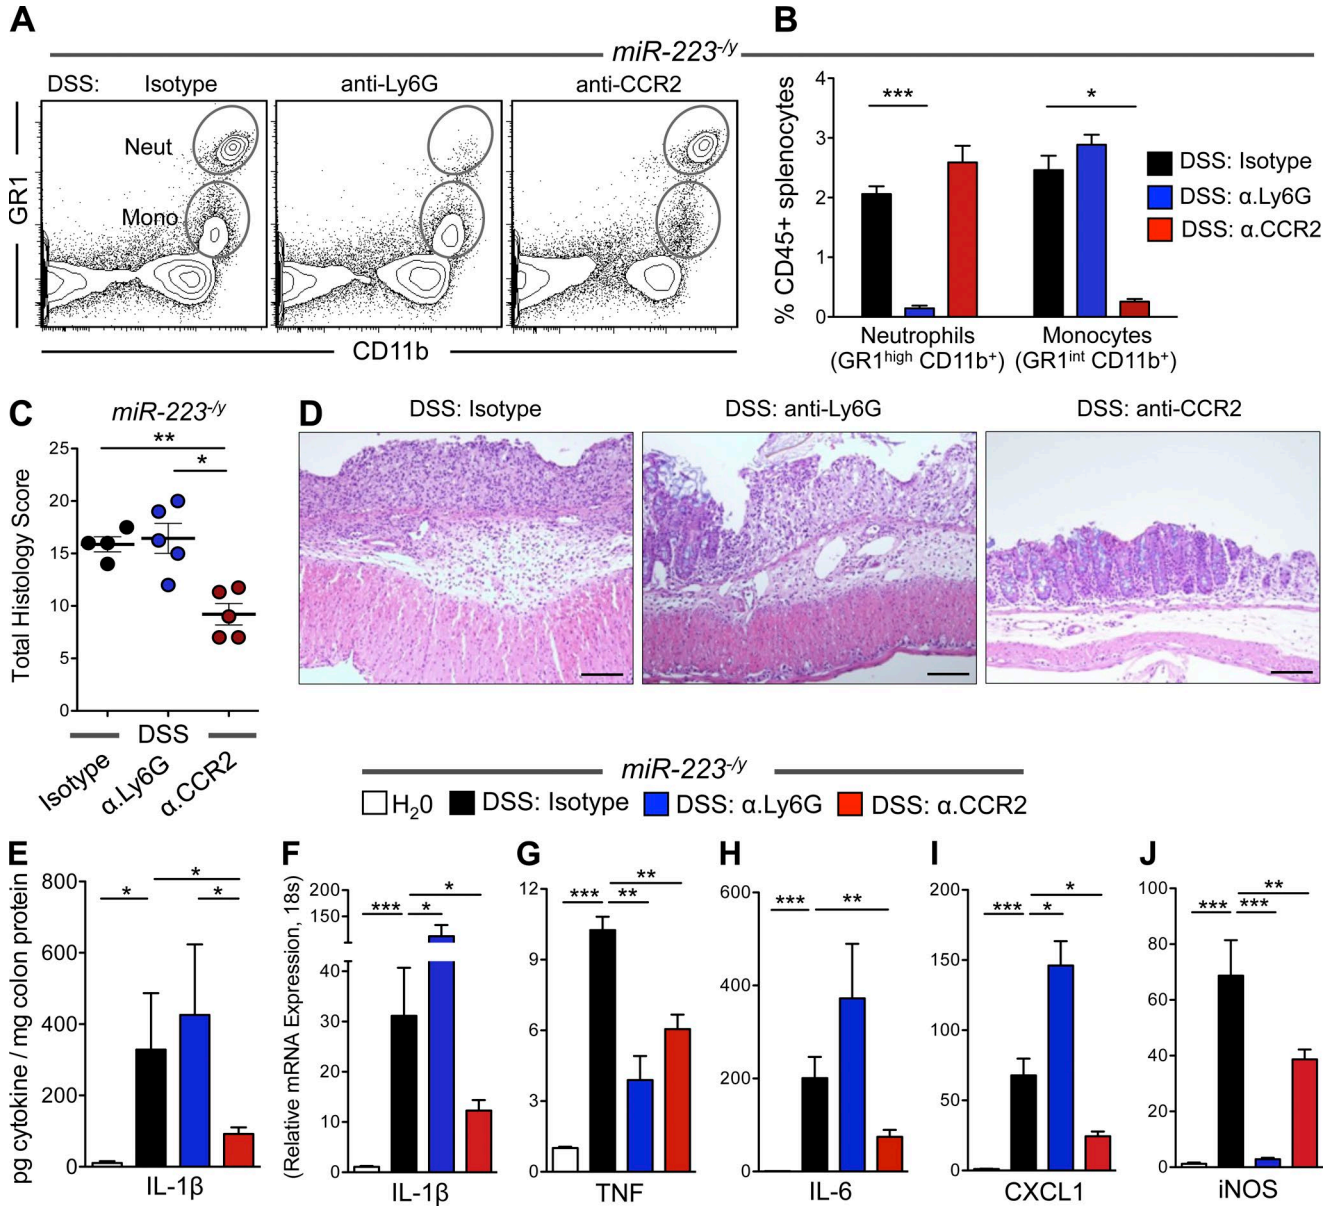 A
B
miR-223-/y
DSS: Isotype
anti-Ly6G
anti-CCR2
Neut
Mono
GR1
CD11b
% CD45+ splenocytes
4
3
2
1
0
***
*
Neutrophils
(GR1high CD11b+)
Monocytes
(GR1int CD11b+)
DSS: Isotype
DSS: α.Ly6G
DSS: α.CCR2
C
miR-223-/y
Total Histology Score
25
20
15
10
5
0
**
*
DSS
Isotype
α.Ly6G
α.CCR2
D
DSS: Isotype
DSS: anti-Ly6G
DSS: anti-CCR2
miR-223-/y
H20
DSS: Isotype
DSS: α.Ly6G
DSS: α.CCR2
E
pg cytokine / mg colon protein
800
600
400
200
0
*
*
*
IL-1β
F
(Relative mRNA Expression, 18s)
200
150
40
30
20
10
0
*
***
*
IL-1β
G
12
9
6
3
0
**
***
**
TNF
H
600
400
200
0
***
**
IL-6
I
200
150
100
50
0
*
***
*
CXCL1
J
100
80
60
40
20
0
**
***
***
iNOS